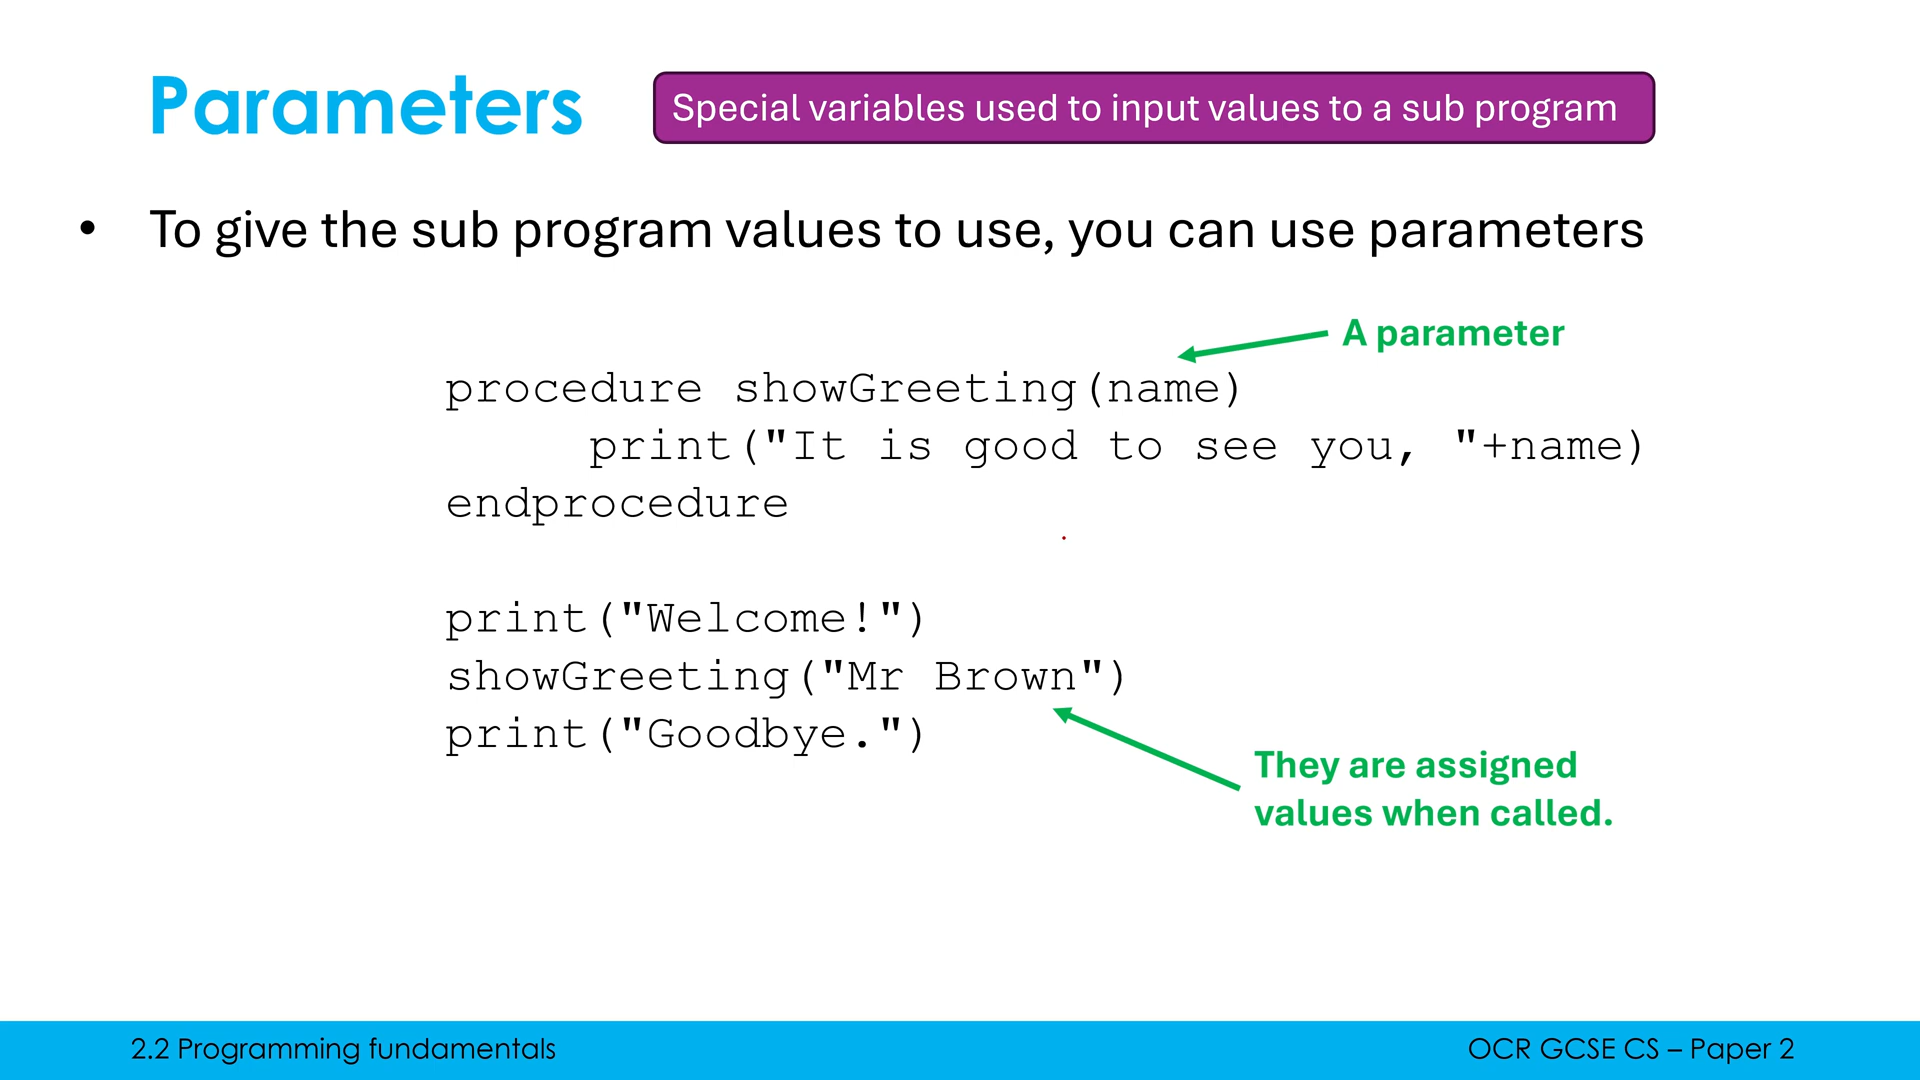 Parameters
Special variables used to input values to a sub program
• To give the sub program values to use, you can use parameters
A parameter
procedure showGreeting(name)
print("It is good to see you, "+name)
endprocedure
print("Welcome!")
showGreeting("Mr Brown")
print("Goodbye.")
They are assigned
values when called.
2.2 Programming fundamentals
OCR GCSE CS – Paper 2